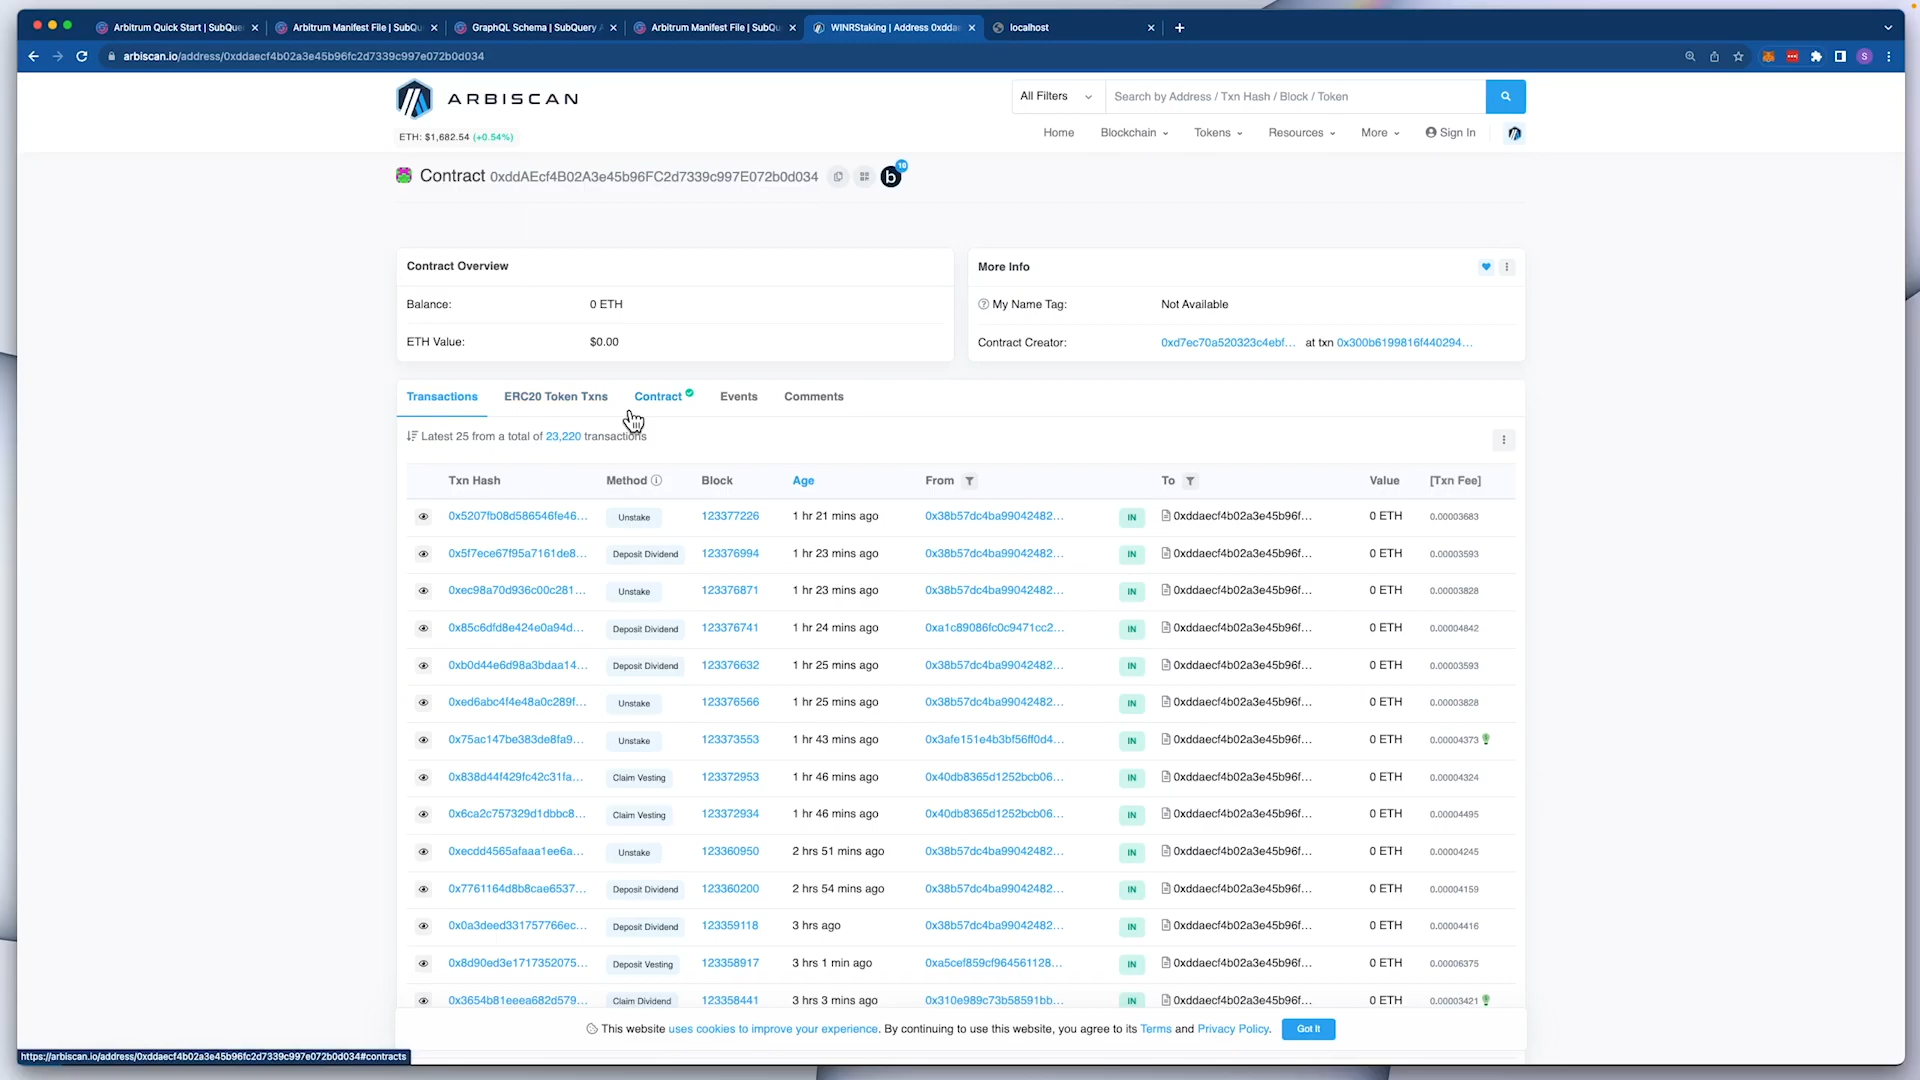 Arbitrum Quick Start | SubQue
Arbitrum Manifest File | SubQu
GraphQL Schema | SubQuery A
Arbitrum Manifest File | SubQu
WINRStaking | Address 0xddae
localhost
arbiscan.io/address/0xddaecf4b02a3e45b96fc2d7339c997e072b0d034
S
ARBISCAN
All Filters
Search by Address / Txn Hash / Block / Token
ETH: $1,682.54 (+0.54%)
Home
Blockchain
Tokens
Resources
More
Sign In
Contract 0xddAEcf4B02A3e45b96FC2d7339c997E072b0d034
b
10
Contract Overview
Balance: 0 ETH
ETH Value: $0.00
More Info
My Name Tag: Not Available
Contract Creator: 0xd7ec70a520323c4ebf... at txn 0x300b6199816f440294...
Transactions
ERC20 Token Txns
Contract
Events
Comments
Latest 25 from a total of 23,220 transactions
Txn Hash Method Block Age From To Value [Txn Fee]
0x5207fb08d586546fe46... Unstake 123377226 1 hr 21 mins ago 0x38b57dc4ba99042482... IN 0xddaecf4b02a3e45b96f... 0 ETH 0.00003683
0x5f7ece67f95a7161de8... Deposit Dividend 123376994 1 hr 23 mins ago 0x38b57dc4ba99042482... IN 0xddaecf4b02a3e45b96f... 0 ETH 0.00003593
0xec98a70d936c00c281... Unstake 123376871 1 hr 23 mins ago 0x38b57dc4ba99042482... IN 0xddaecf4b02a3e45b96f... 0 ETH 0.00003828
0x85c6dfd8e424e0a94d... Deposit Dividend 123376741 1 hr 24 mins ago 0xa1c89086fc0c9471cc2... IN 0xddaecf4b02a3e45b96f... 0 ETH 0.00004842
0xb0d44e6d98a3bdaa14... Deposit Dividend 123376632 1 hr 25 mins ago 0x38b57dc4ba99042482... IN 0xddaecf4b02a3e45b96f... 0 ETH 0.00003593
0xed6abc4f4e48a0c289f... Unstake 123376566 1 hr 25 mins ago 0x38b57dc4ba99042482... IN 0xddaecf4b02a3e45b96f... 0 ETH 0.00003828
0x75ac147be383de8fa9... Unstake 123373553 1 hr 43 mins ago 0x3afe151e4b3bf56ff0d4... IN 0xddaecf4b02a3e45b96f... 0 ETH 0.00004373
0x838d44f429fc42c31fa... Claim Vesting 123372953 1 hr 46 mins ago 0x40db8365d1252bcb06... IN 0xddaecf4b02a3e45b96f... 0 ETH 0.00004324
0x6ca2c757329d1dbbc8... Claim Vesting 123372934 1 hr 46 mins ago 0x40db8365d1252bcb06... IN 0xddaecf4b02a3e45b96f... 0 ETH 0.00004495
0xecdd4565afaaa1ee6a... Unstake 123360950 2 hrs 51 mins ago 0x38b57dc4ba99042482... IN 0xddaecf4b02a3e45b96f... 0 ETH 0.00004245
0x7761164d8b8cae6537... Deposit Dividend 123360200 2 hrs 54 mins ago 0x38b57dc4ba99042482... IN 0xddaecf4b02a3e45b96f... 0 ETH 0.00004159
0x0a3deed331757766ec... Deposit Dividend 123359118 3 hrs ago 0x38b57dc4ba99042482... IN 0xddaecf4b02a3e45b96f... 0 ETH 0.00004416
0x8d90ed3e1717352075... Deposit Vesting 123358917 3 hrs 1 min ago 0xa5cef859cf964561128... IN 0xddaecf4b02a3e45b96f... 0 ETH 0.00006375
0x3654b81eeea682d579... Claim Dividend 123358441 3 hrs 3 mins ago 0x310e989c73b58591bb... IN 0xddaecf4b02a3e45b96f... 0 ETH 0.00003421
This website uses cookies to improve your experience. By continuing to use this website, you agree to its Terms and Privacy Policy. Got It
https://arbiscan.io/address/0xddaecf4b02a3e45b96fc2d7339c997e072b0d034#contracts